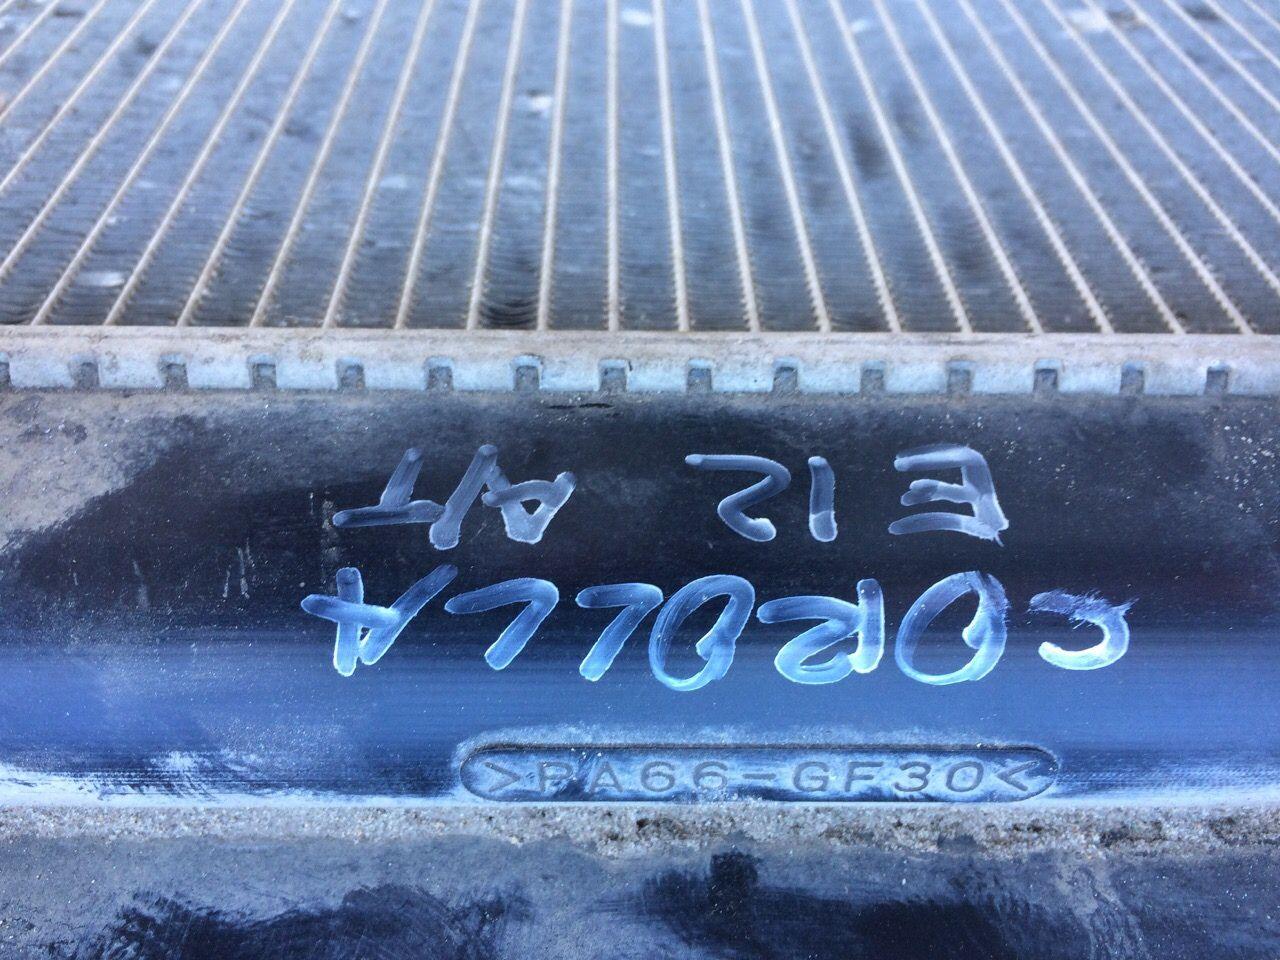 COROLLA
E12 AT
>PA66-GF30<